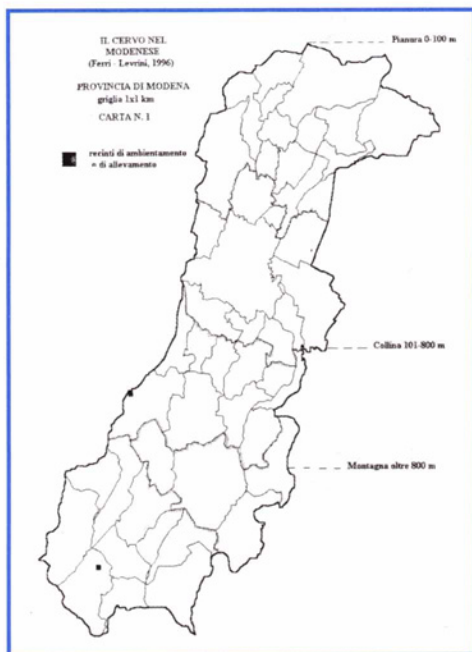 IL CERVO NEL
MODENESE
(Ferri - Levrini, 1996)
PROVINCIA DI MODENA
griglia 1x1 km
CARTA N. 1
recinti di ambientamento
e di allevamento
Pianura 0-100 m
Collina 101-800 m
Montagna oltre 800 m